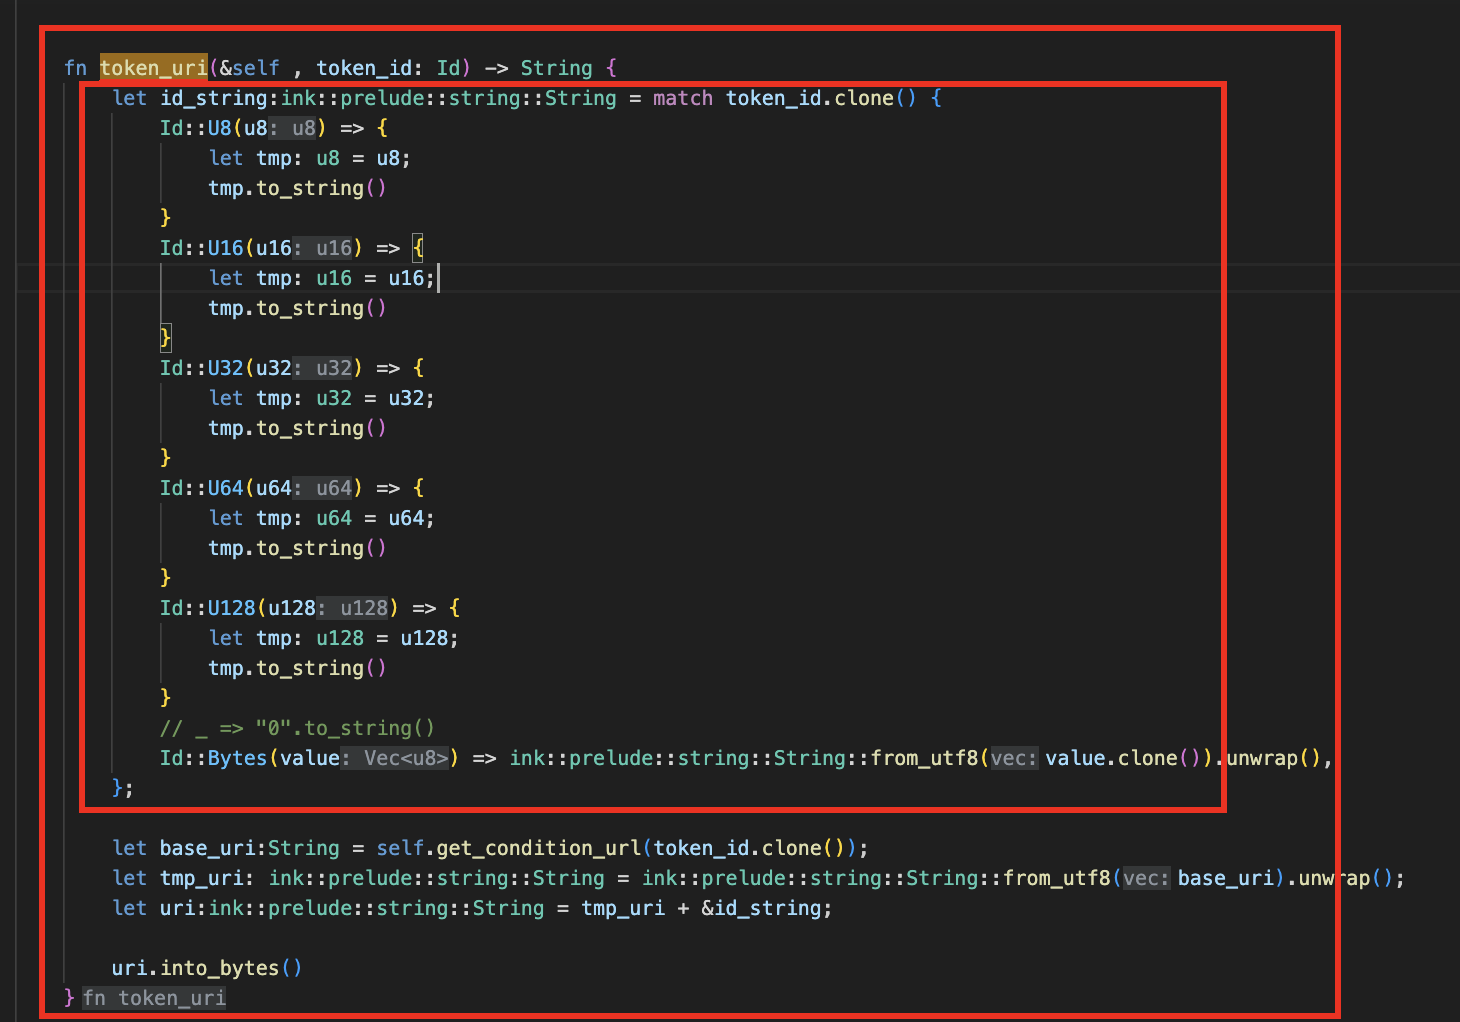 fn token_uri(&self , token_id: Id) -> String {
let id_string:ink::prelude::string::String = match token_id.clone() {
Id::U8(u8: u8) => {
let tmp: u8 = u8;
tmp.to_string()
}
Id::U16(u16: u16) => {
let tmp: u16 = u16;
tmp.to_string()
}
Id::U32(u32: u32) => {
let tmp: u32 = u32;
tmp.to_string()
}
Id::U64(u64: u64) => {
let tmp: u64 = u64;
tmp.to_string()
}
Id::U128(u128: u128) => {
let tmp: u128 = u128;
tmp.to_string()
}
// _ => "0".to_string()
Id::Bytes(value: Vec<u8>) => ink::prelude::string::String::from_utf8(vec: value.clone()).unwrap(),
};
let base_uri:String = self.get_condition_url(token_id.clone());
let tmp_uri: ink::prelude::string::String = ink::prelude::string::String::from_utf8(vec: base_uri).unwrap();
let uri:ink::prelude::string::String = tmp_uri + &id_string;
uri.into_bytes()
} fn token_uri